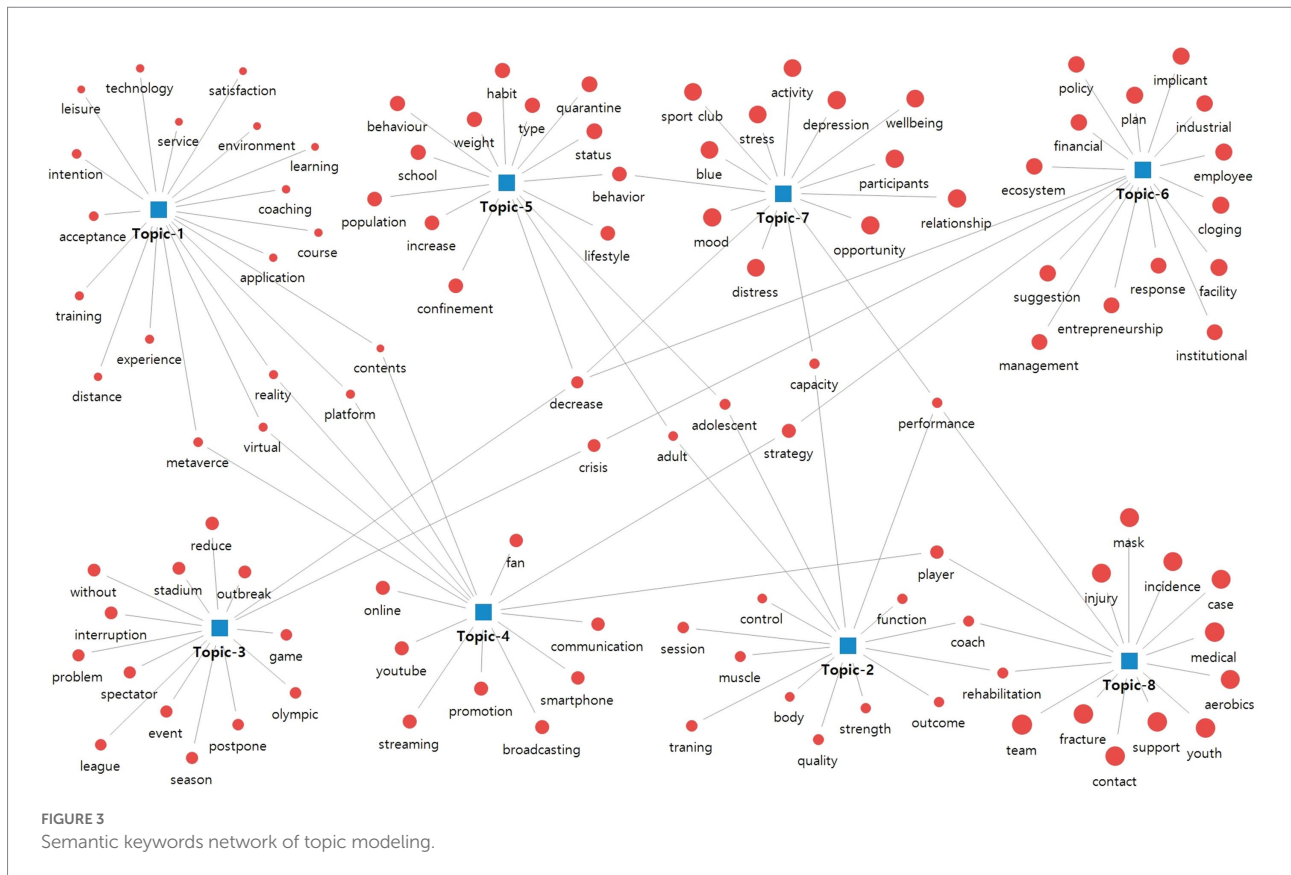 technology
satisfaction
leisure
service
environment
intention
learning
coaching
acceptance
Topic-1
course
application
training
experience
distance
contents
reality
platform
virtual
metaverce
habit
quarantine
behaviour
weight
type
status
school
behavior
Topic-5
population
increase
lifestyle
confinement
decrease
adolescent
adult
crisis
activity
sport club
stress
depression
wellbeing
blue
participants
Topic-7
relationship
mood
opportunity
distress
capacity
strategy
performance
policy
implicant
plan
industrial
financial
employee
ecosystem
Topic-6
cloging
response
suggestion
facility
entrepreneurship
management
institutional
reduce
without
stadium
outbreak
interruption
game
Topic-3
problem
spectator
olympic
event
postpone
league
season
fan
online
Topic-4
communication
youtube
smartphone
promotion
streaming
broadcasting
player
control
function
session
coach
Topic-2
muscle
rehabilitation
body
strength
outcome
traning
quality
mask
injury
incidence
case
medical
Topic-8
aerobics
team
fracture
support
youth
contact
FIGURE 3
Semantic keywords network of topic modeling.